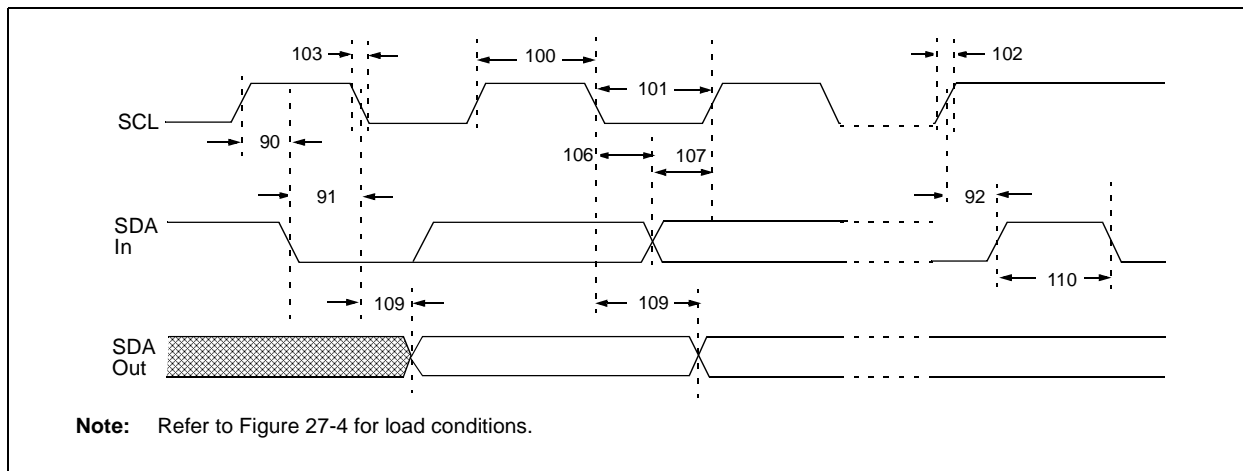 103
100
102
101
SCL
90
106
107
91
92
SDA
In
109
109
110
SDA
Out
Note: Refer to Figure 27-4 for load conditions.